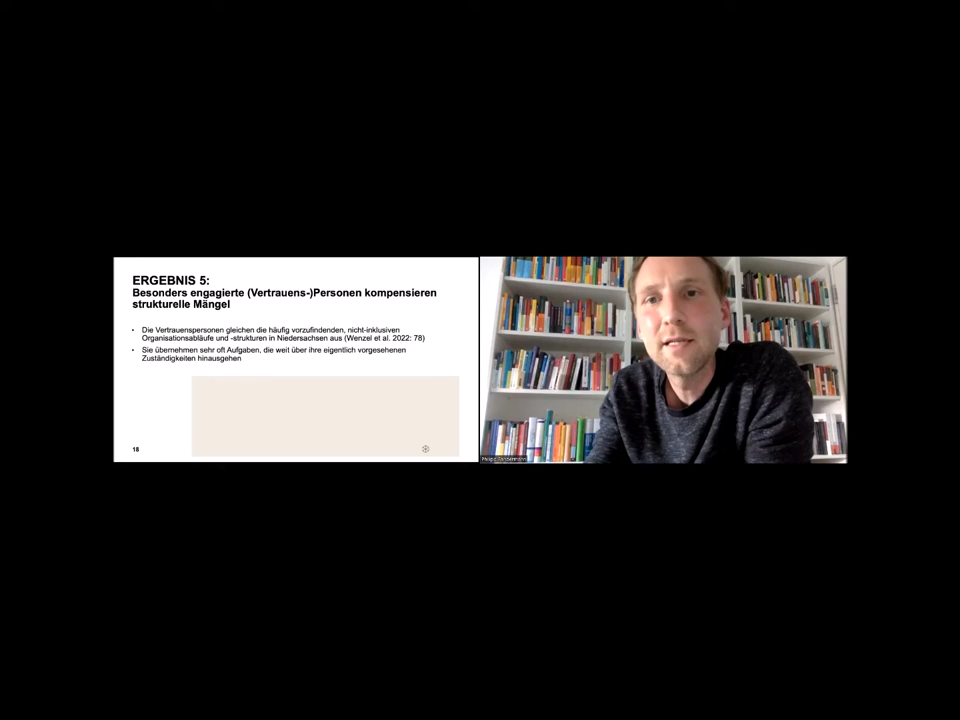 ERGEBNIS 5:
Besonders engagierte (Vertrauens-)Personen kompensieren
strukturelle Mängel
• Die Vertrauenspersonen gleichen die häufig vorzufindenden, nicht-inklusiven
Organisationsabläufe und -strukturen in Niedersachsen aus (Wenzel et al. 2022: 78)
• Sie übernehmen sehr oft Aufgaben, die weit über ihre eigentlich vorgesehenen
Zuständigkeiten hinausgehen
18